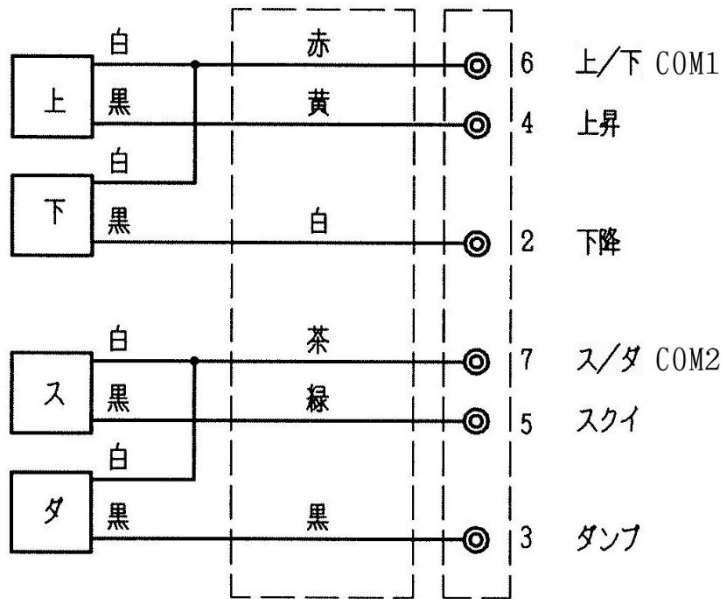 白 赤 6 上/下 COM1
上 黒 黄 4 上昇
白
下 黒 白 2 下降
白 茶 7 ス/ダ COM2
ス 黒 緑 5 スクイ
白
ダ 黒 黒 3 ダンプ